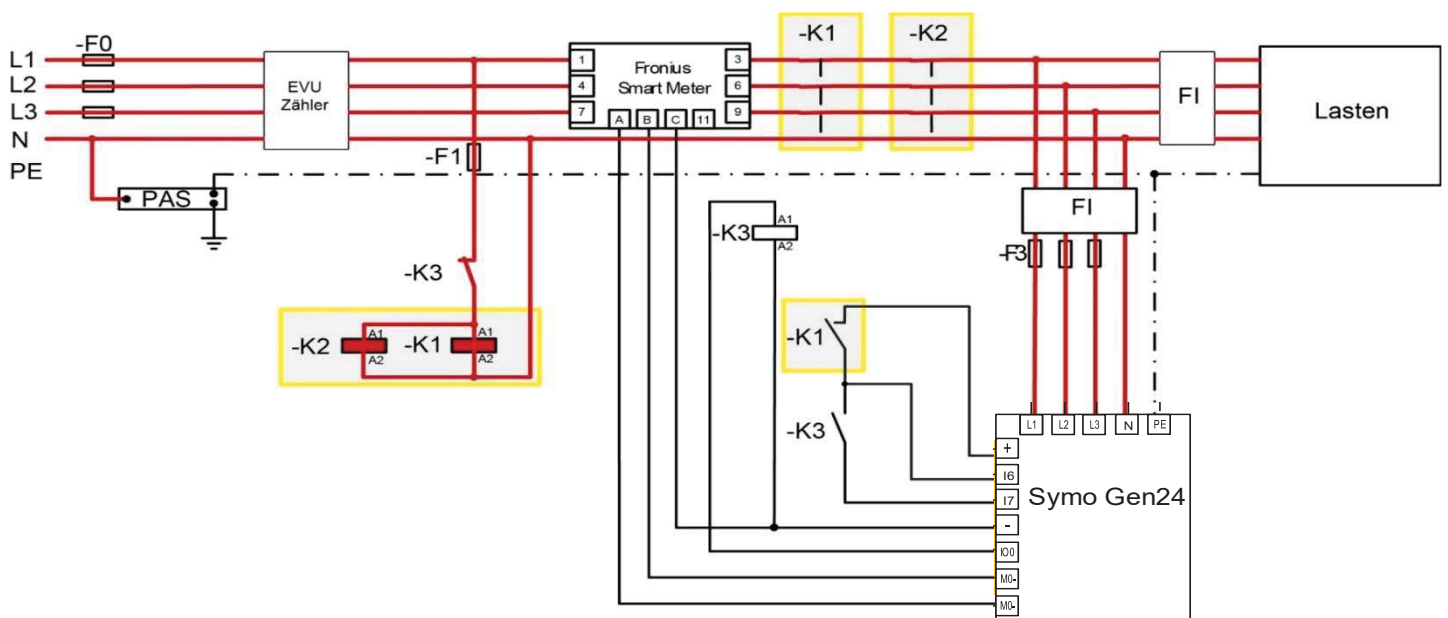 -F0
L1
L2
L3
N
PE
EVU
Zähler
PAS
-F1
Fronius
Smart Meter
1
4
7
A
B
C
11
3
6
9
-K1
-K2
FI
Lasten
-K3
A1
A2
-K3
-K2
A1
A2
-K1
A1
A2
FI
-F3
-K1
-K3
L1
L2
L3
N
PE
+
I6
I7
-
IO0
M0-
M0-
Symo Gen24